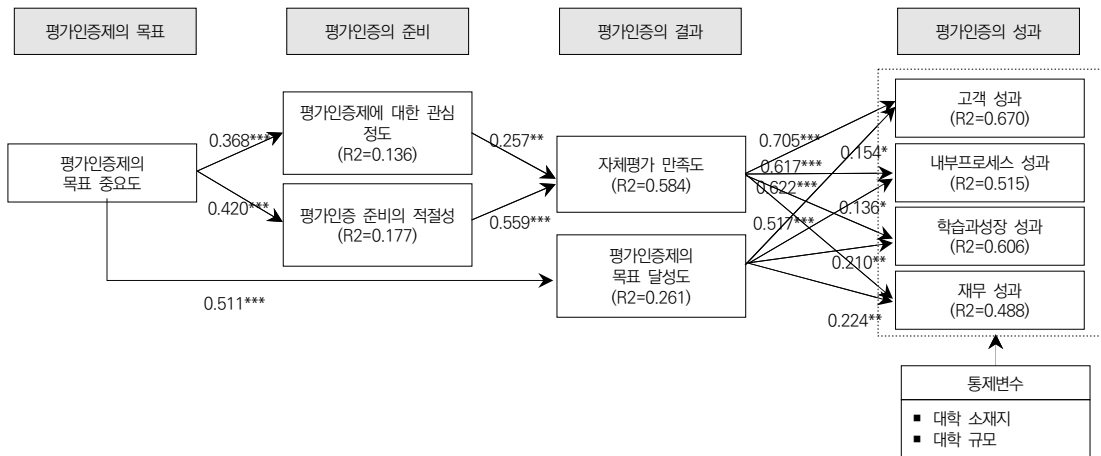 평가인증제의 목표
평가인증의 준비
평가인증의 결과
평가인증의 성과
평가인증제의
목표 중요도
0.368***
0.420***
0.511***
평가인증제에 대한 관심
정도
(R2=0.136)
평가인증 준비의 적절성
(R2=0.177)
0.257**
0.559***
자체평가 만족도
(R2=0.584)
평가인증제의
목표 달성도
(R2=0.261)
0.705***
0.154*
0.617***
0.622***
0.136*
0.517***
0.210**
0.224**
고객 성과
(R2=0.670)
내부프로세스 성과
(R2=0.515)
학습과성장 성과
(R2=0.606)
재무 성과
(R2=0.488)
통제변수
■ 대학 소재지
■ 대학 규모